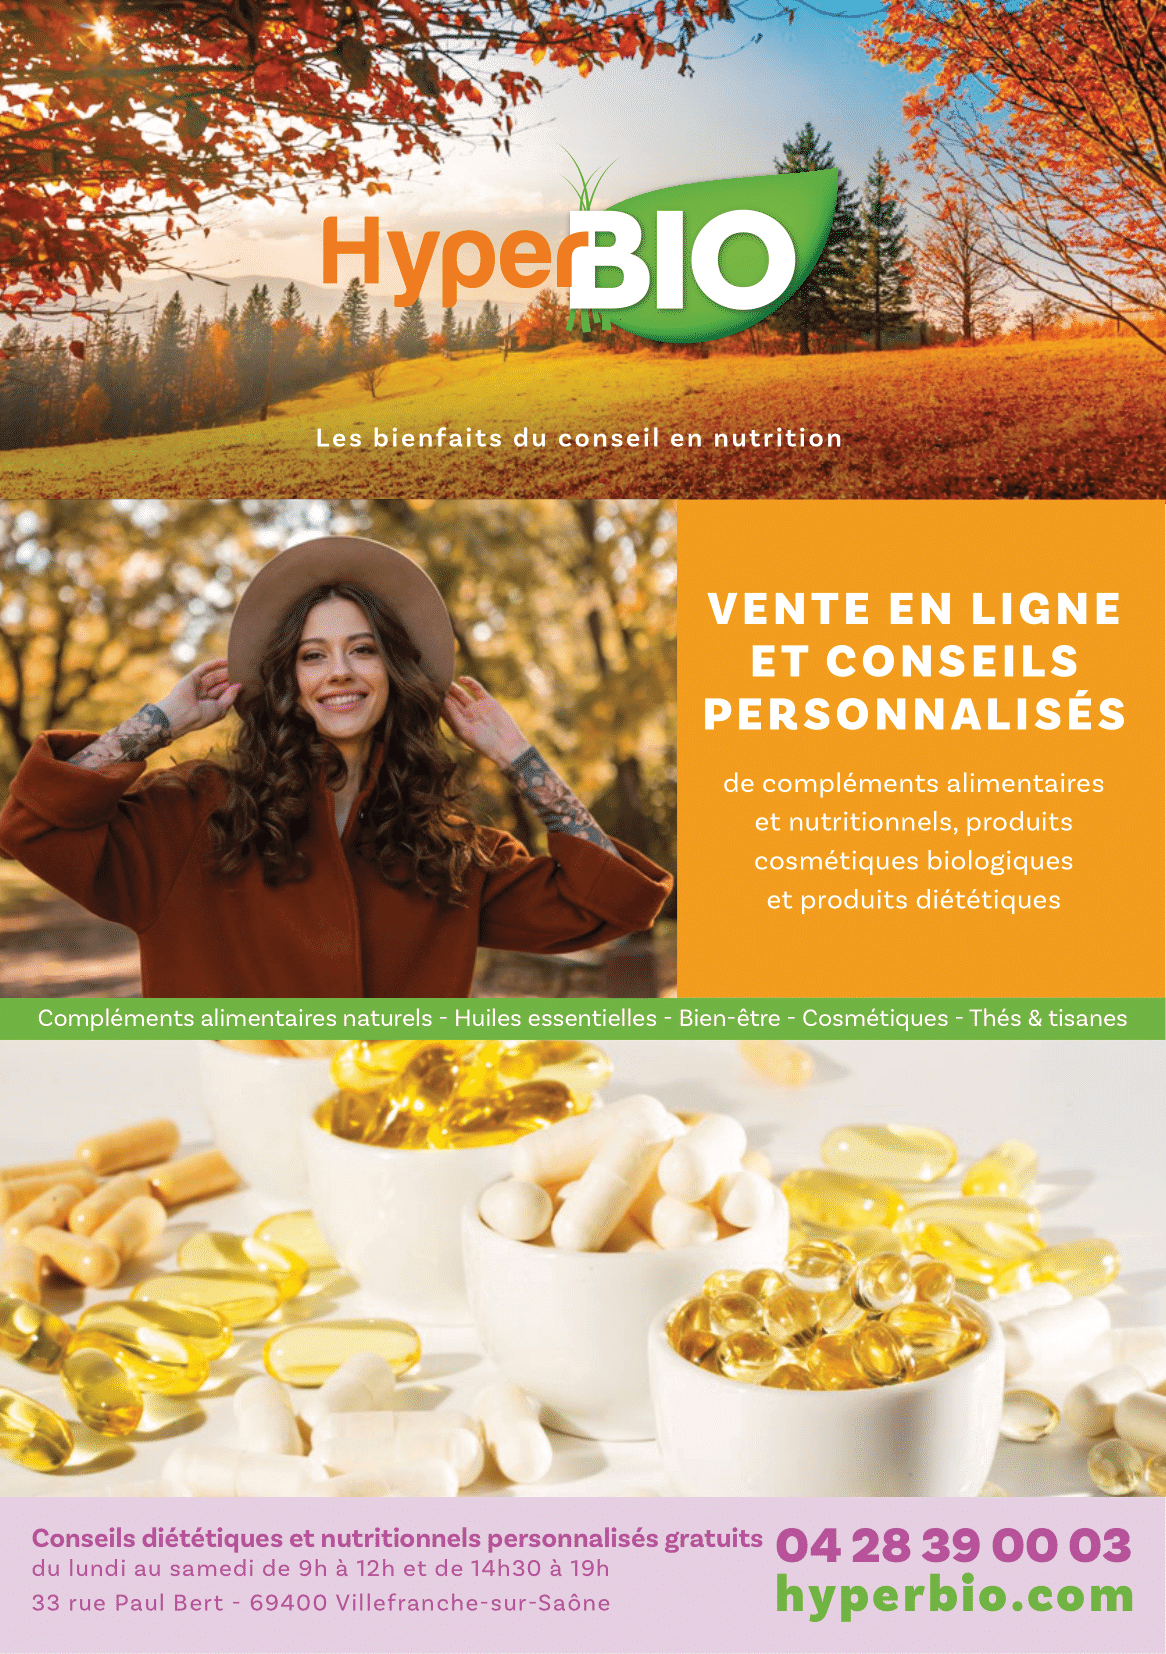 HyperBIO
Les bienfaits du conseil en nutrition
VENTE EN LIGNE
ET CONSEILS
PERSONNALISÉS
de compléments alimentaires
et nutritionnels, produits
cosmétiques biologiques
et produits diététiques
Compléments alimentaires naturels - Huiles essentielles - Bien-être - Cosmétiques - Thés & tisanes
Conseils diététiques et nutritionnels personnalisés gratuits
du lundi au samedi de 9h à 12h et de 14h30 à 19h
33 rue Paul Bert - 69400 Villefranche-sur-Saône
04 28 39 00 03
hyperbio.com